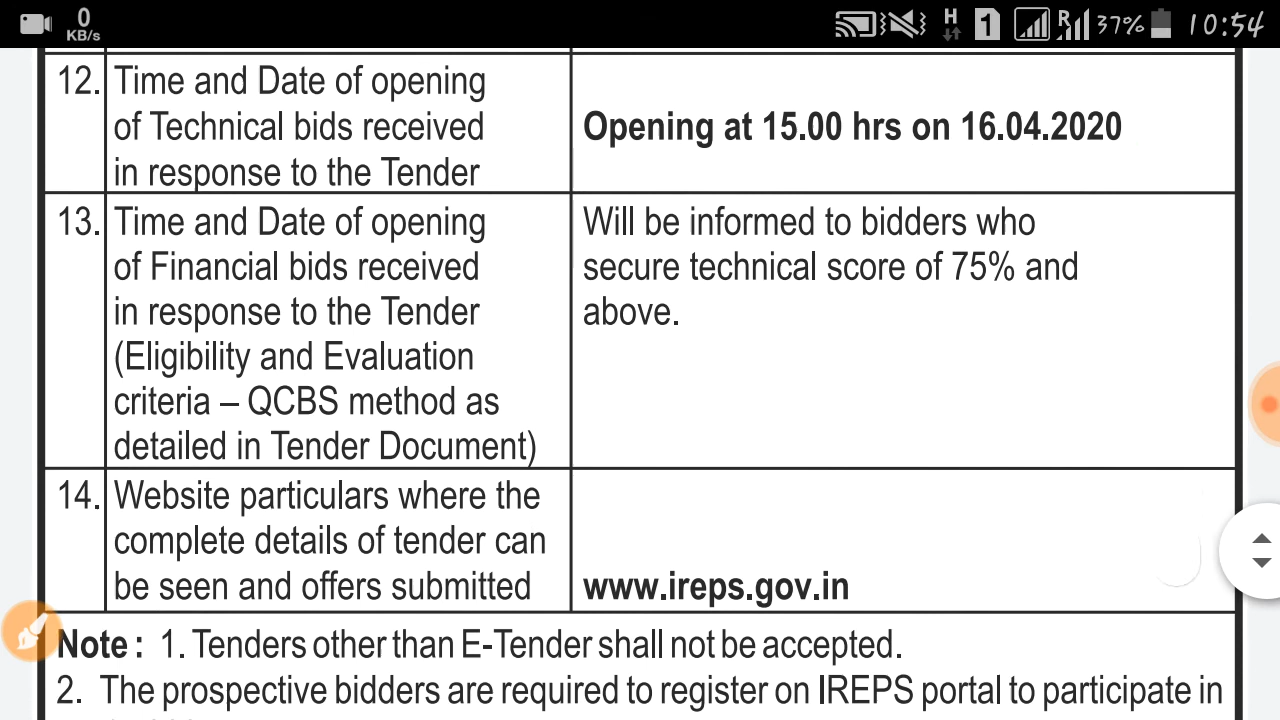 0
KB/s
H
1
R
37%
10:54
12. Time and Date of opening
of Technical bids received
in response to the Tender
Opening at 15.00 hrs on 16.04.2020
13. Time and Date of opening
of Financial bids received
in response to the Tender
(Eligibility and Evaluation
criteria – QCBS method as
detailed in Tender Document)
Will be informed to bidders who
secure technical score of 75% and
above.
14. Website particulars where the
complete details of tender can
be seen and offers submitted
www.ireps.gov.in
Note : 1. Tenders other than E-Tender shall not be accepted.
2. The prospective bidders are required to register on IREPS portal to participate in